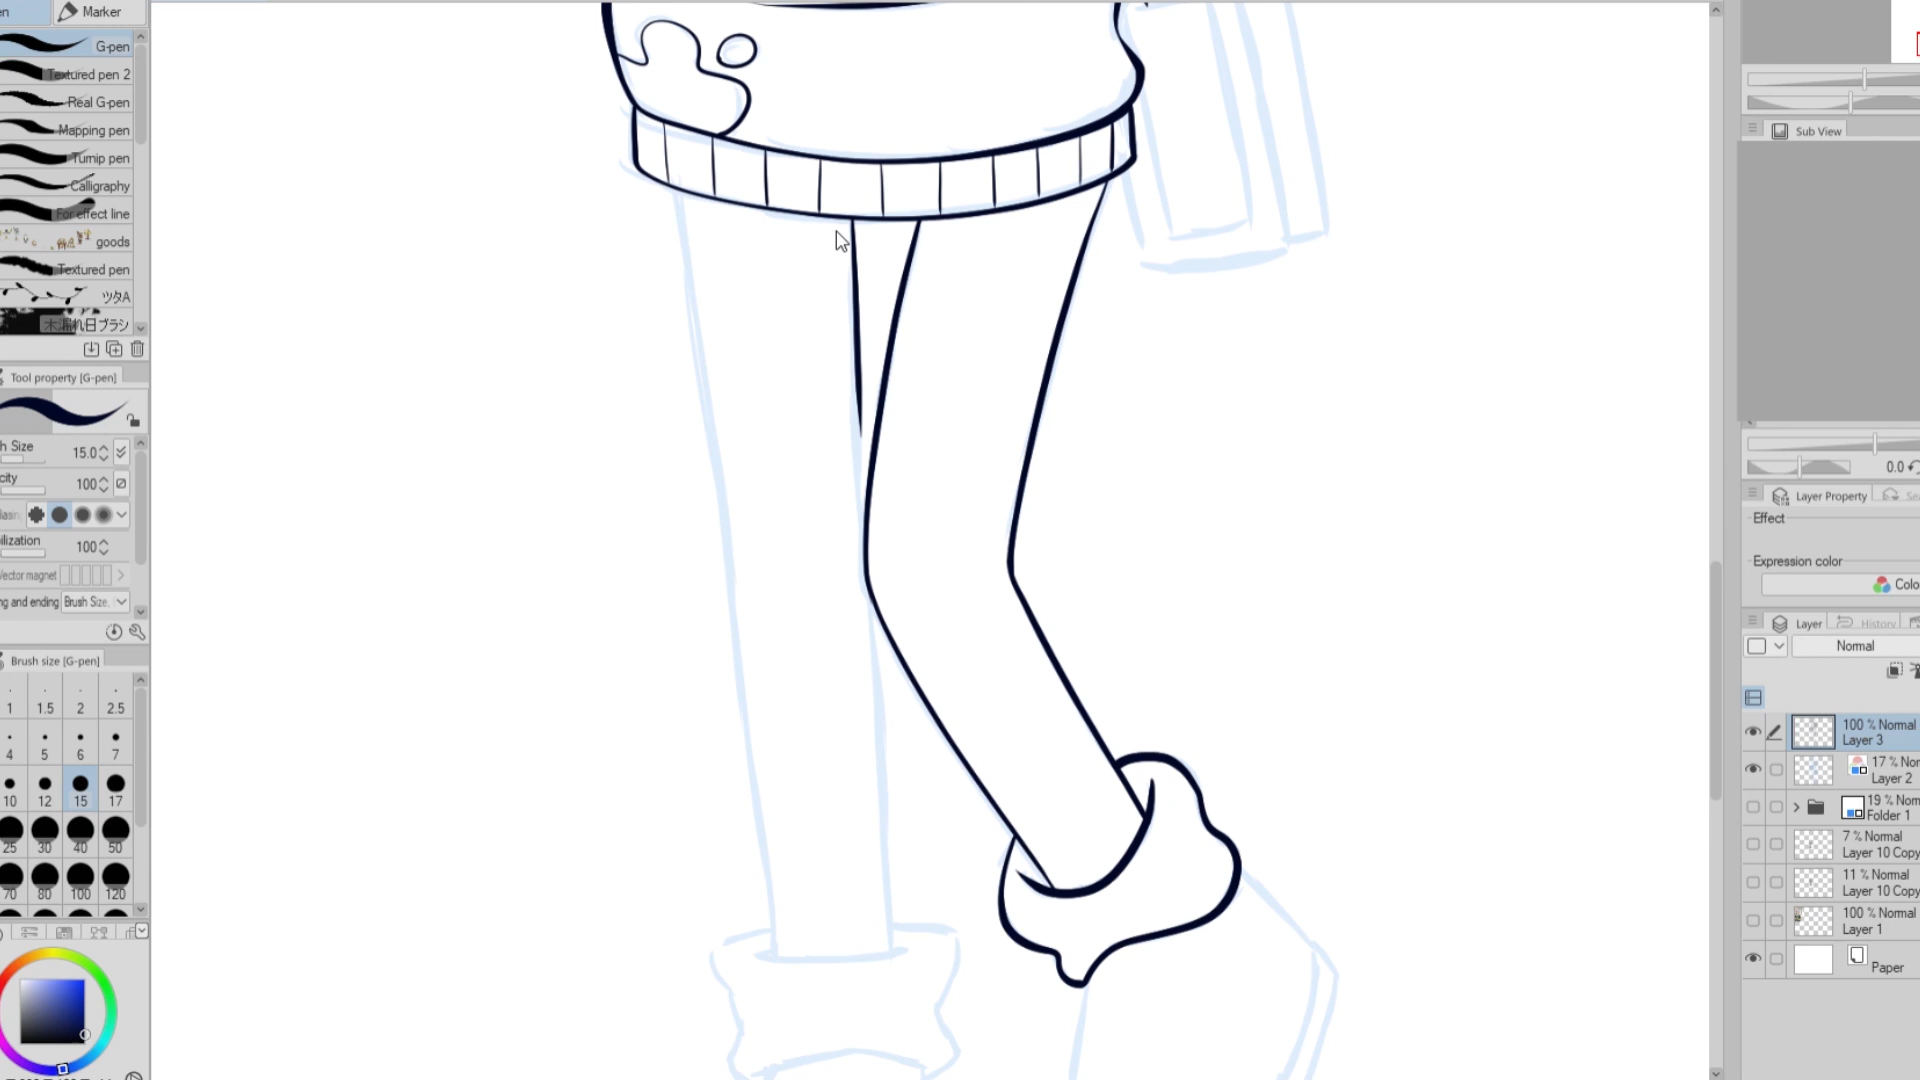 en
Marker
G-pen
Textured pen 2
Real G-pen
Mapping pen
Turnip pen
Calligraphy
For effect line
goods
Textured pen
ツタA
木漏れ日ブラシ
Tool property [G-pen]
h Size 15.0
city 100
ilization 100
Vector magnet
ng and ending Brush Size,
Brush size [G-pen]
1 1.5 2 2.5
4 5 6 7
10 12 15 17
25 30 40 50
70 80 100 120
Sub View
0.0
Layer Property
Effect
Expression color
Colo
Layer History
Normal
100 % Normal
Layer 3
17 % Nor
Layer 2
19 % Nom
Folder 1
7 % Normal
Layer 10 Copy
11 % Normal
Layer 10 Copy
100 % Normal
Layer 1
Paper